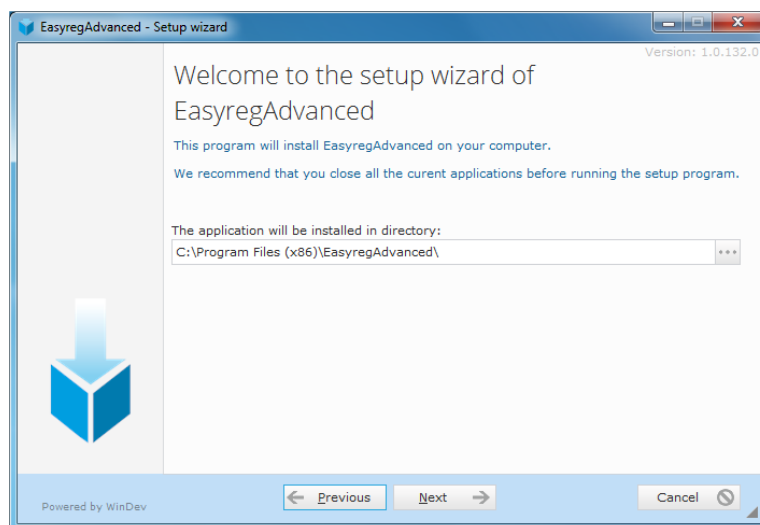 EasyregAdvanced - Setup wizard
Version: 1.0.132.0
Welcome to the setup wizard of
EasyregAdvanced
This program will install EasyregAdvanced on your computer.
We recommend that you close all the curent applications before running the setup program.
The application will be installed in directory:
C:\Program Files (x86)\EasyregAdvanced\
Powered by WinDev
Previous
Next
Cancel